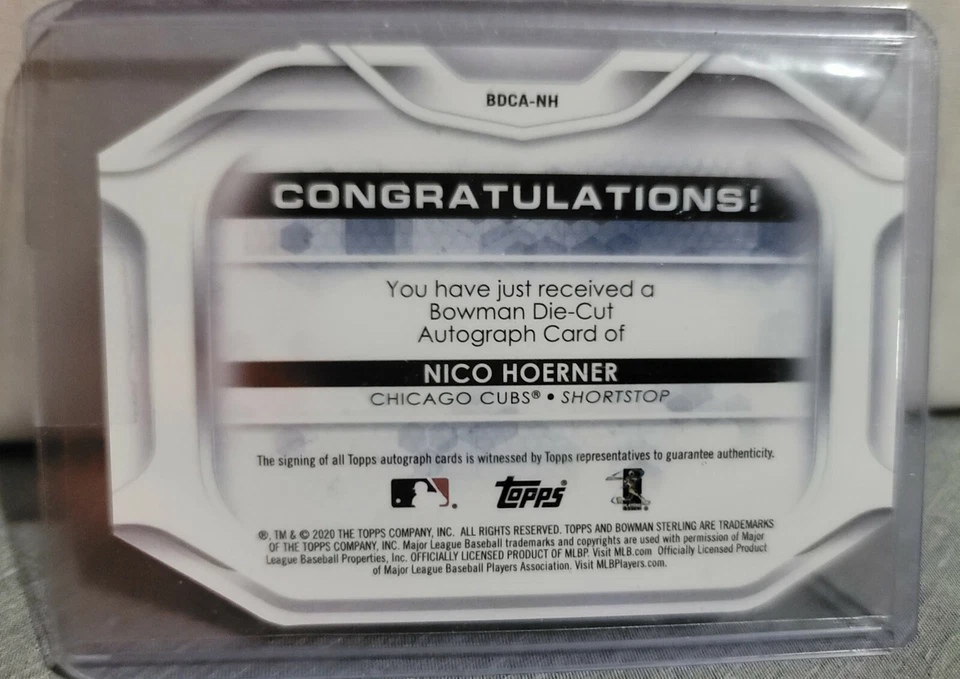 BDCA-NH
CONGRATULATIONS!
You have just received a
Bowman Die-Cut
Autograph Card of
NICO HOERNER
CHICAGO CUBS® • SHORTSTOP
The signing of all Topps autograph cards is witnessed by Topps representatives to guarantee authenticity.
topps®
®, TM & © 2020 THE TOPPS COMPANY, INC. ALL RIGHTS RESERVED. TOPPS AND BOWMAN STERLING ARE TRADEMARKS
OF THE TOPPS COMPANY, INC. Major League Baseball trademarks and copyrights are used with permission of Major
League Baseball Properties, Inc. OFFICIALLY LICENSED PRODUCT OF MLBP. Visit MLB.com Officially Licensed Product
of Major League Baseball Players Association. Visit MLBPlayers.com.